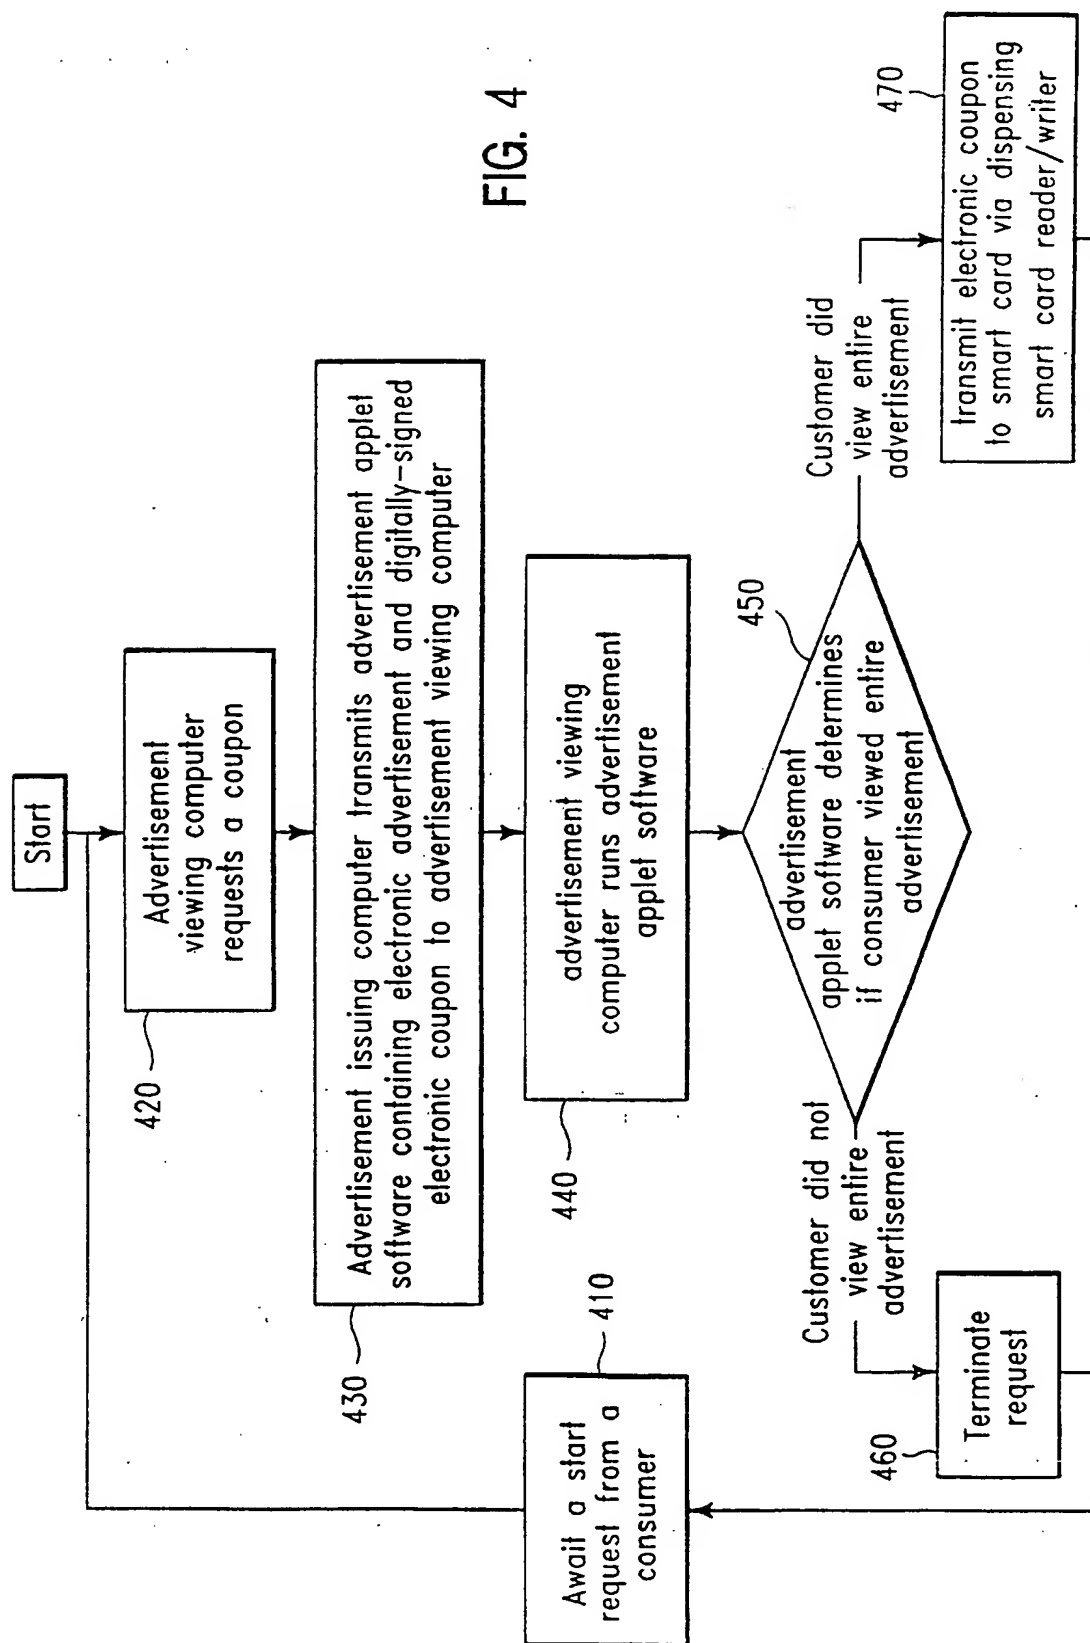 Start
Advertisement
viewing computer
requests a coupon
420
Advertisement issuing computer transmits advertisement applet
software containing electronic advertisement and digitally-signed
electronic coupon to advertisement viewing computer
430
advertisement viewing
computer runs advertisement
applet software
440
Await a start
request from a
consumer
410
advertisement
applet software determines
if consumer viewed entire
advertisement
450
Customer did not
view entire
advertisement
Customer did
view entire
advertisement
Terminate
request
460
transmit electronic coupon
to smart card via dispensing
smart card reader/writer
470
FIG. 4